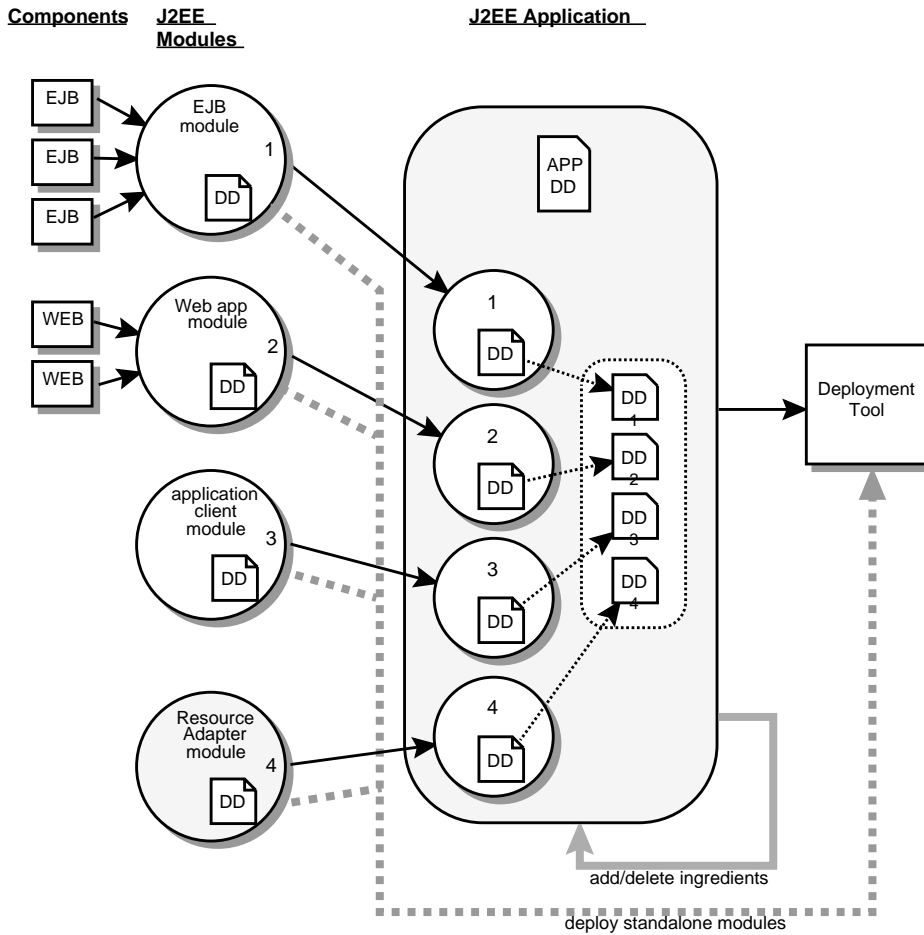 Components
J2EE
Modules
J2EE Application
EJB
EJB
EJB
EJB
module
1
DD
WEB
WEB
Web app
module
2
DD
application
client
module
3
DD
Resource
Adapter
module
4
DD
APP
DD
1
DD
2
DD
3
DD
4
DD
DD
1
DD
2
DD
3
DD
4
Deployment
Tool
add/delete ingredients
deploy standalone modules